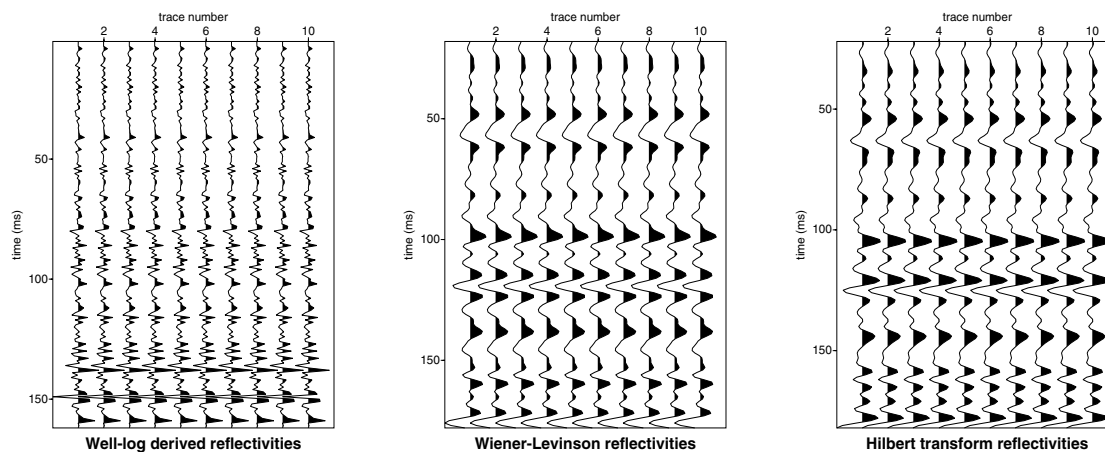 trace number
2 4 6 8 10
50
100
150
time (ms)
Well-log derived reflectivities
trace number
2 4 6 8 10
50
100
150
time (ms)
Wiener-Levinson reflectivities
trace number
2 4 6 8 10
50
100
150
time (ms)
Hilbert transform reflectivities